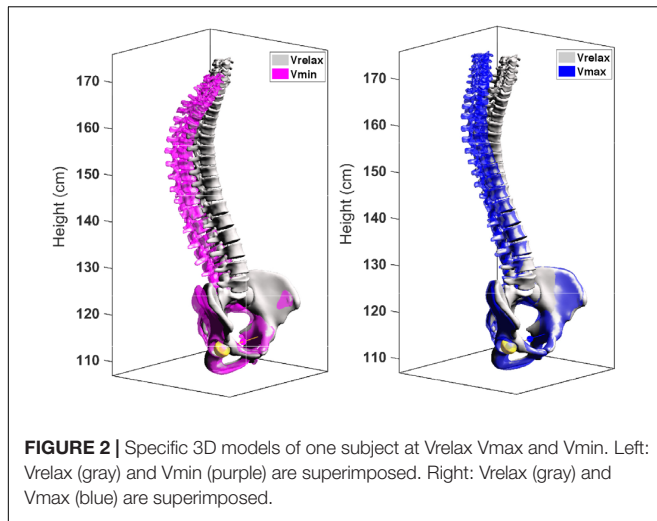 Vrelax
Vmin
Height (cm)
170
160
150
140
130
120
110
Vrelax
Vmax
Height (cm)
170
160
150
140
130
120
110
FIGURE 2 | Specific 3D models of one subject at Vrelax Vmax and Vmin. Left:
Vrelax (gray) and Vmin (purple) are superimposed. Right: Vrelax (gray) and
Vmax (blue) are superimposed.